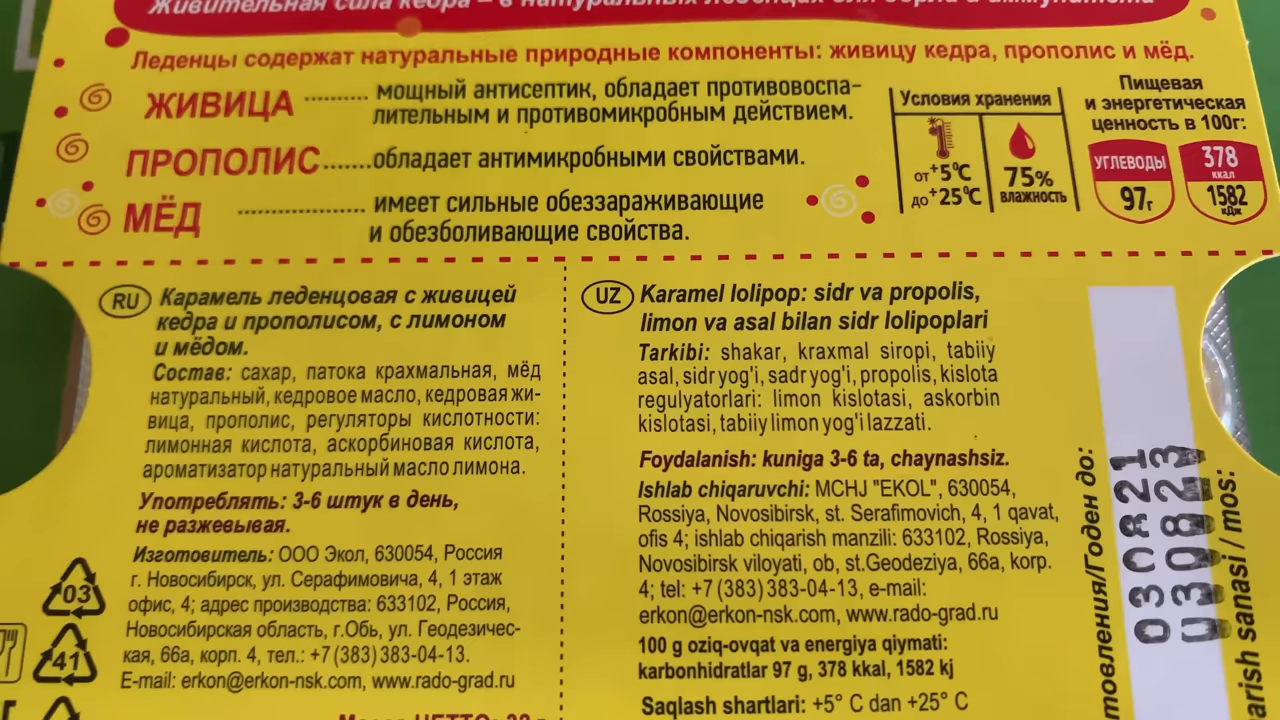 Живительная сила кедра – в натуральных леденцах для горла и иммунитета
Леденцы содержат натуральные природные компоненты: живицу кедра, прополис и мёд.
ЖИВИЦА ........... мощный антисептик, обладает противовоспа-
лительным и противомикробным действием.
ПРОПОЛИС.......обладает антимикробными свойствами.
МЁД ...................... имеет сильные обеззараживающие
и обезболивающие свойства.
Условия хранения
от +5°C
до +25°C
75%
ВЛАЖНОСТЬ
Пищевая
и энергетическая
ценность в 100г:
УГЛЕВОДЫ
97г
378
ккал
1582
кДж
RU Карамель леденцовая с живицей
кедра и прополисом, с лимоном
и мёдом.
Состав: сахар, патока крахмальная, мёд
натуральный, кедровое масло, кедровая жи-
вица, прополис, регуляторы кислотности:
лимонная кислота, аскорбиновая кислота,
ароматизатор натуральный масло лимона.
Употреблять: 3-6 штук в день,
не разжевывая.
Изготовитель: ООО Экол, 630054, Россия
г. Новосибирск, ул. Серафимовича, 4, 1 этаж
офис, 4; адрес производства: 633102, Россия,
Новосибирская область, г.Обь, ул. Геодезичес-
кая, 66а, корп. 4, тел.: +7 (383) 383-04-13.
E-mail: erkon@erkon-nsk.com, www.rado-grad.ru
03
41
UZ Karamel lolipop: sidr va propolis,
limon va asal bilan sidr lolipoplari
Tarkibi: shakar, kraxmal siropi, tabiiy
asal, sidr yog'i, sadr yog'i, propolis, kislota
regulyatorlari: limon kislotasi, askorbin
kislotasi, tabiiy limon yog'i lazzati.
Foydalanish: kuniga 3-6 ta, chaynashsiz.
Ishlab chiqaruvchi: MCHJ "EKOL", 630054,
Rossiya, Novosibirsk, st. Serafimovich, 4, 1 qavat,
ofis 4; ishlab chiqarish manzili: 633102, Rossiya,
Novosibirsk viloyati, ob, st.Geodeziya, 66a, korp.
4; tel: +7 (383) 383-04-13, e-mail:
erkon@erkon-nsk.com, www.rado-grad.ru
100 g oziq-ovqat va energiya qiymati:
karbonhidratlar 97 g, 378 kkal, 1582 kj
Saqlash shartlari: +5° C dan +25° C
товления/Годен до:
030821
030823
arish sanasi / mos: